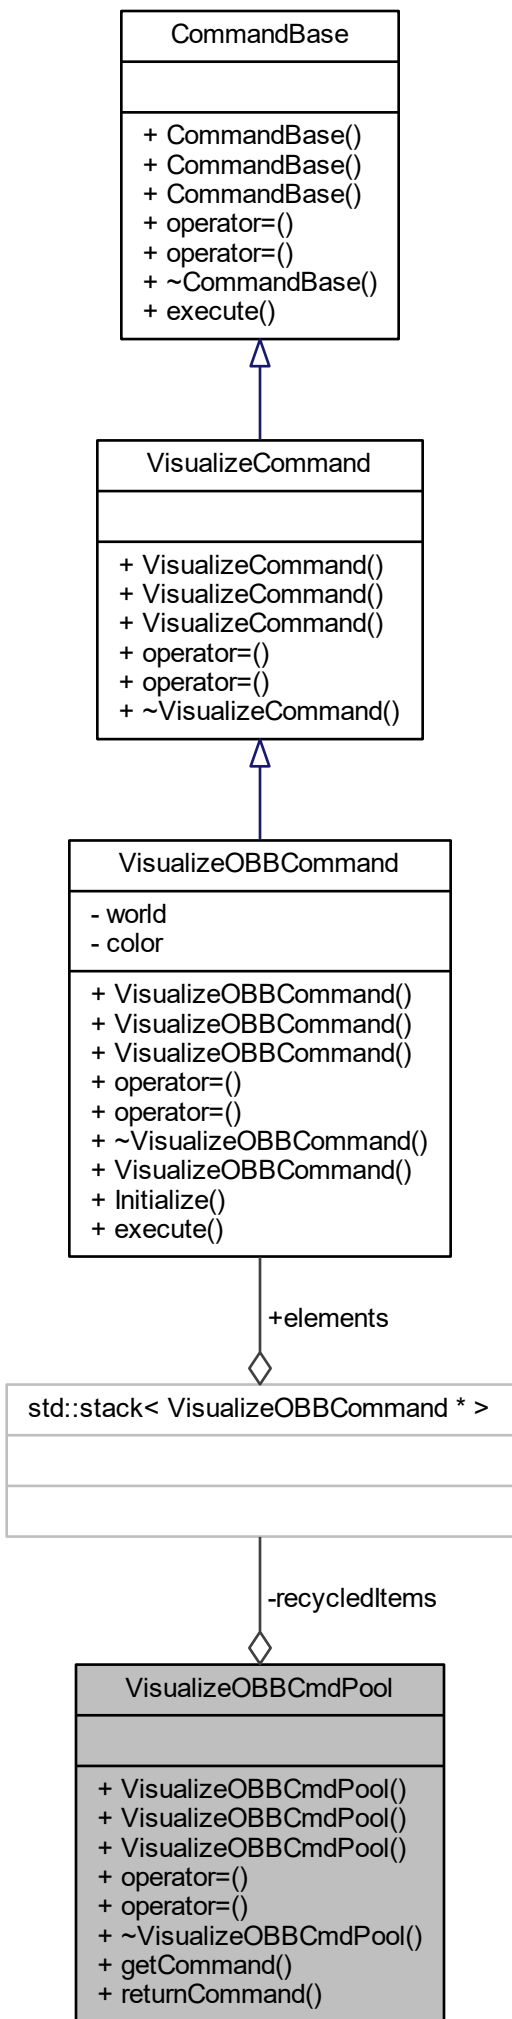 CommandBase
+ CommandBase()
+ CommandBase()
+ CommandBase()
+ operator=()
+ operator=()
+ ~CommandBase()
+ execute()
VisualizeCommand
+ VisualizeCommand()
+ VisualizeCommand()
+ VisualizeCommand()
+ operator=()
+ operator=()
+ ~VisualizeCommand()
VisualizeOBBCommand
- world
- color
+ VisualizeOBBCommand()
+ VisualizeOBBCommand()
+ VisualizeOBBCommand()
+ operator=()
+ operator=()
+ ~VisualizeOBBCommand()
+ VisualizeOBBCommand()
+ Initialize()
+ execute()
+elements
std::stack< VisualizeOBBCommand * >
-recycledItems
VisualizeOBBCmdPool
+ VisualizeOBBCmdPool()
+ VisualizeOBBCmdPool()
+ VisualizeOBBCmdPool()
+ operator=()
+ operator=()
+ ~VisualizeOBBCmdPool()
+ getCommand()
+ returnCommand()